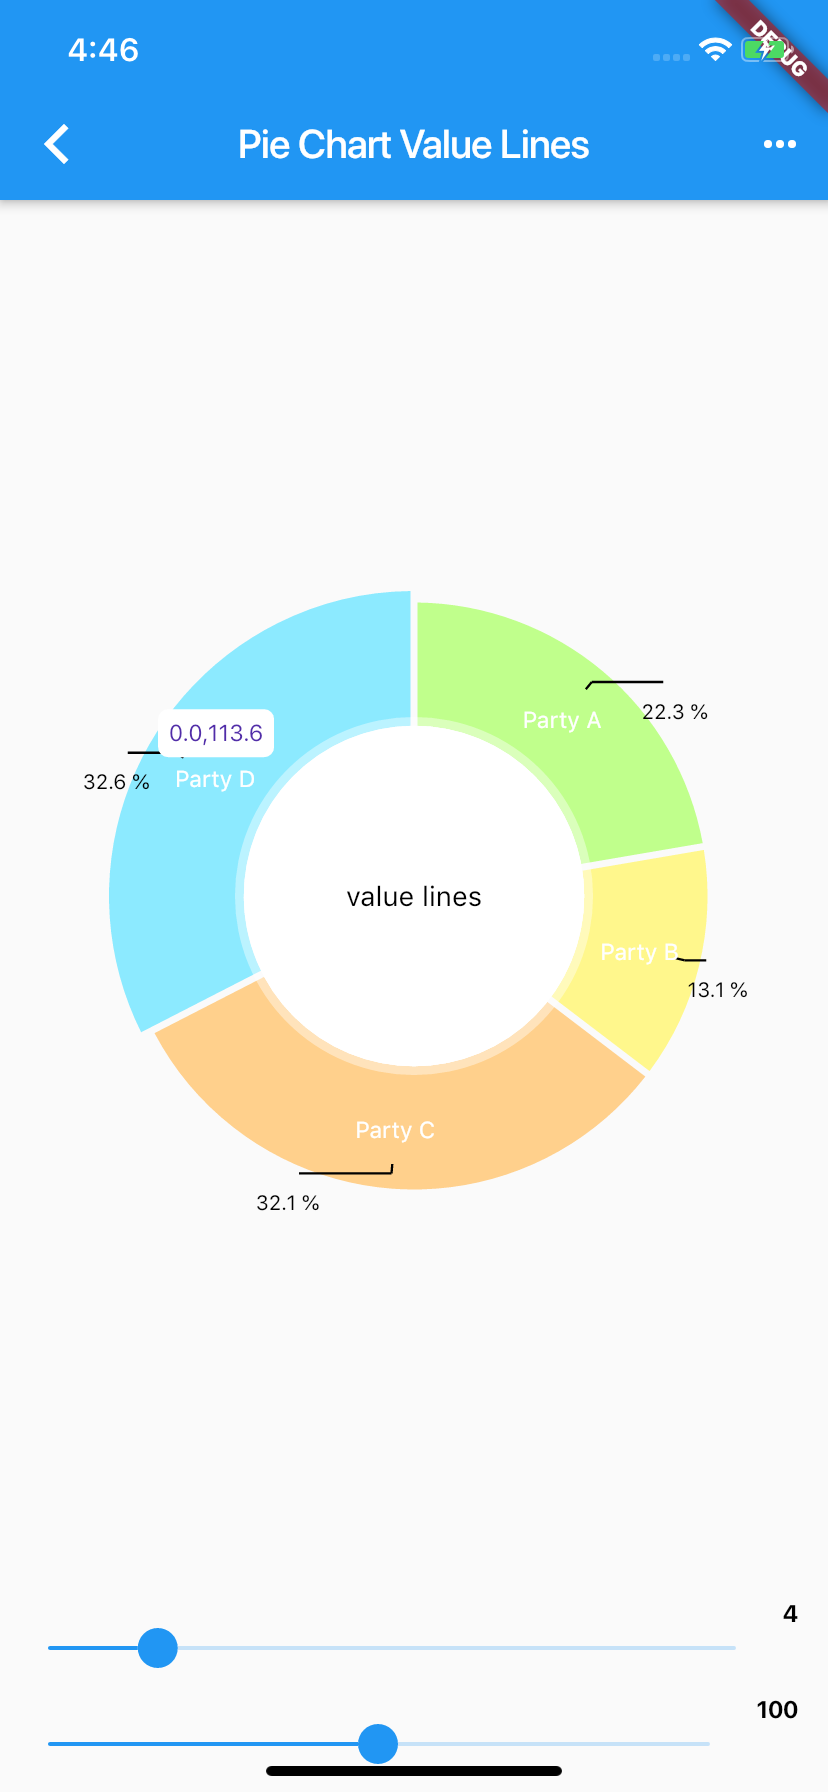 4:46
DEBUG
Pie Chart Value Lines
22.3 %
Party A
0.0,113.6
32.6 %
Party D
value lines
Party B
13.1 %
Party C
32.1 %
4
100